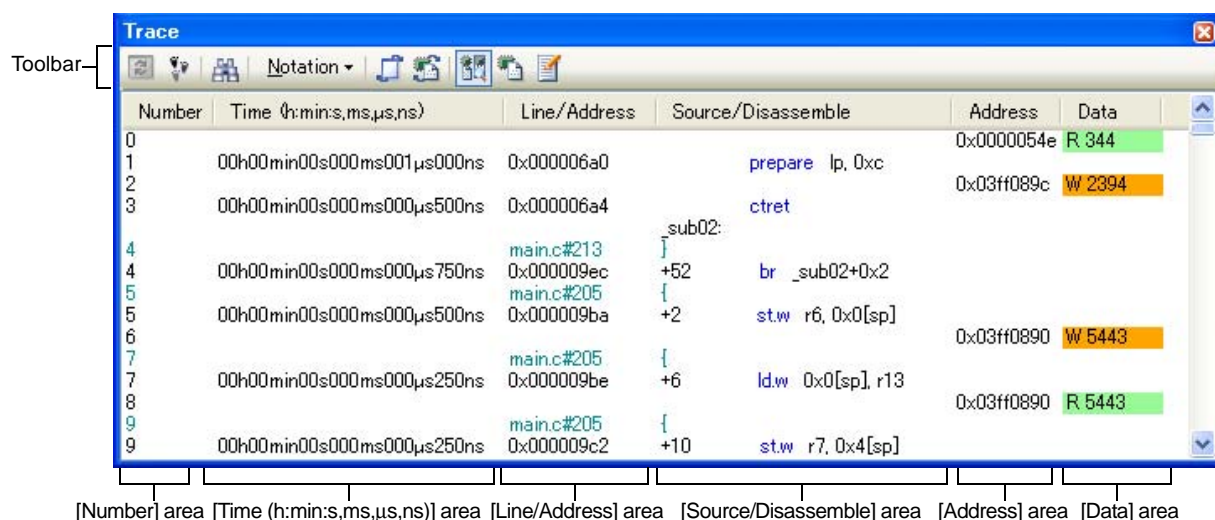 Trace
Toolbar
Notation
Number Time (h:min:s,ms,µs,ns) Line/Address Source/Disassemble Address Data
0 0x0000054e R 344
1 00h00min00s000ms001µs000ns 0x000006a0 prepare lp, 0xc
2 0x03ff089c W 2394
3 00h00min00s000ms000µs500ns 0x000006a4 ctret
_sub02:
4 main.c#213 }
4 00h00min00s000ms000µs750ns 0x000009ec +52 br _sub02+0x2
5 main.c#205 {
5 00h00min00s000ms000µs500ns 0x000009ba +2 st.w r6, 0x0[sp]
6 0x03ff0890 W 5443
7 main.c#205 {
7 00h00min00s000ms000µs250ns 0x000009be +6 ld.w 0x0[sp], r13
8 0x03ff0890 R 5443
9 main.c#205 {
9 00h00min00s000ms000µs250ns 0x000009c2 +10 st.w r7, 0x4[sp]
[Number] area [Time (h:min:s,ms,µs,ns)] area [Line/Address] area [Source/Disassemble] area [Address] area [Data] area